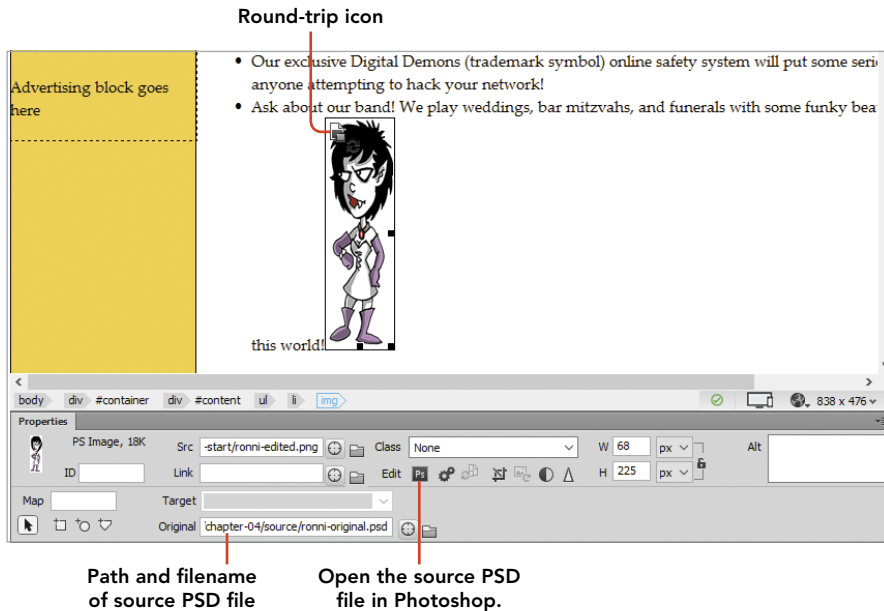 Round-trip icon
• Our exclusive Digital Demons (trademark symbol) online safety system will put some serio
Advertising block goes
anyone attempting to hack your network!
here
• Ask about our band! We play weddings, bar mitzvahs, and funerals with some funky bea
this world!
body div #container div #content ul li img 838 x 476
Properties
PS Image, 18K Src -start/ronni-edited.png Class None W 68 px Alt
ID Link Edit Ps H 225 px
Map Target
Original 'chapter-04/source/ronni-original.psd
Path and filename
of source PSD file
Open the source PSD
file in Photoshop.